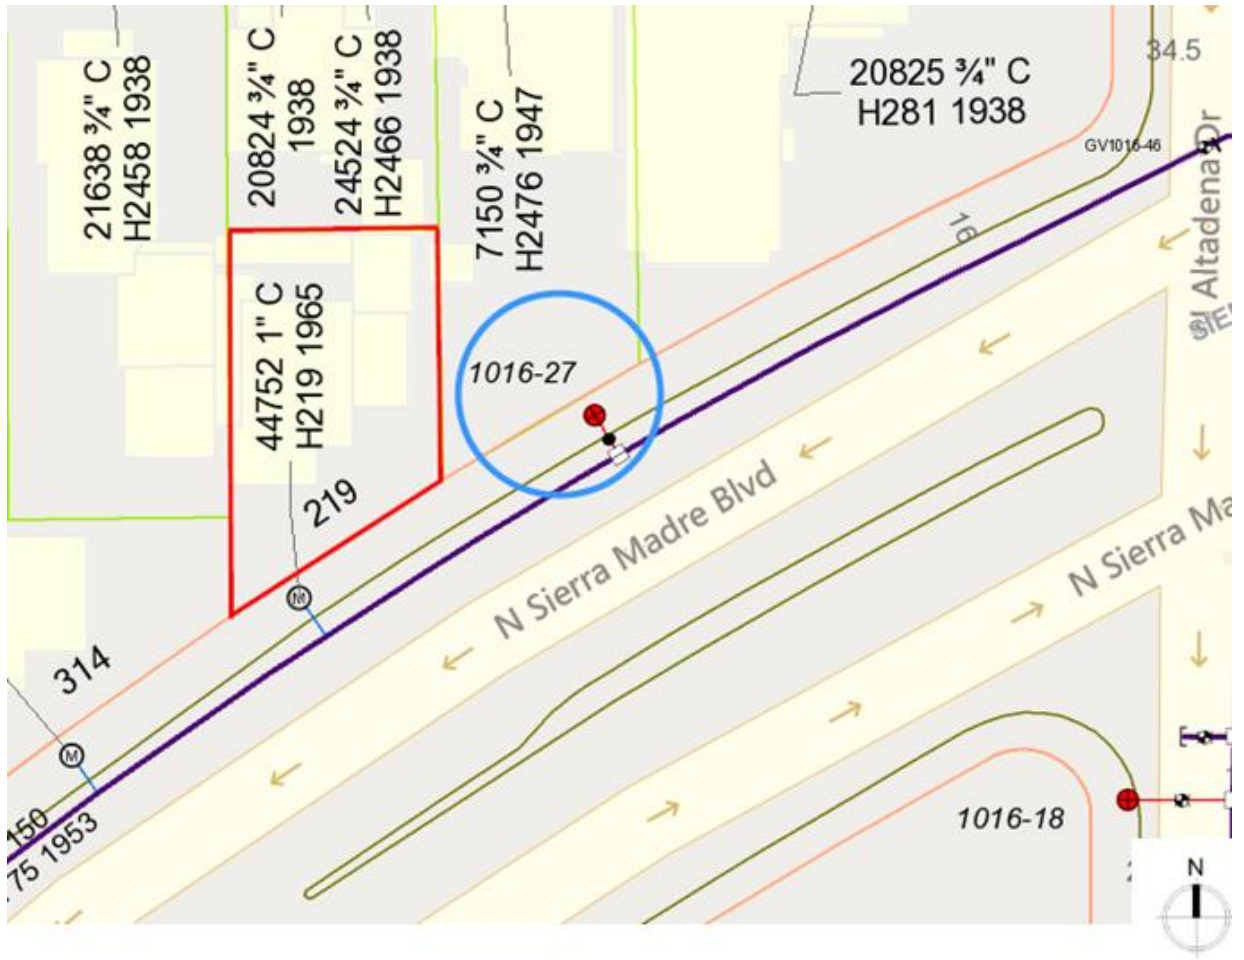 21638 ¾" C
H2458 1938
20824 ¾" C
1938
24524 ¾" C
H2466 1938
7150 ¾" C
H2476 1947
20825 ¾" C
H281 1938
34.5
GV1016-46
N Altadena Dr
16
44752 1" C
H219 1965
1016-27
219
N Sierra Madre Blvd
N Sierra Ma
314
M
M
150
75 1953
1016-18
N